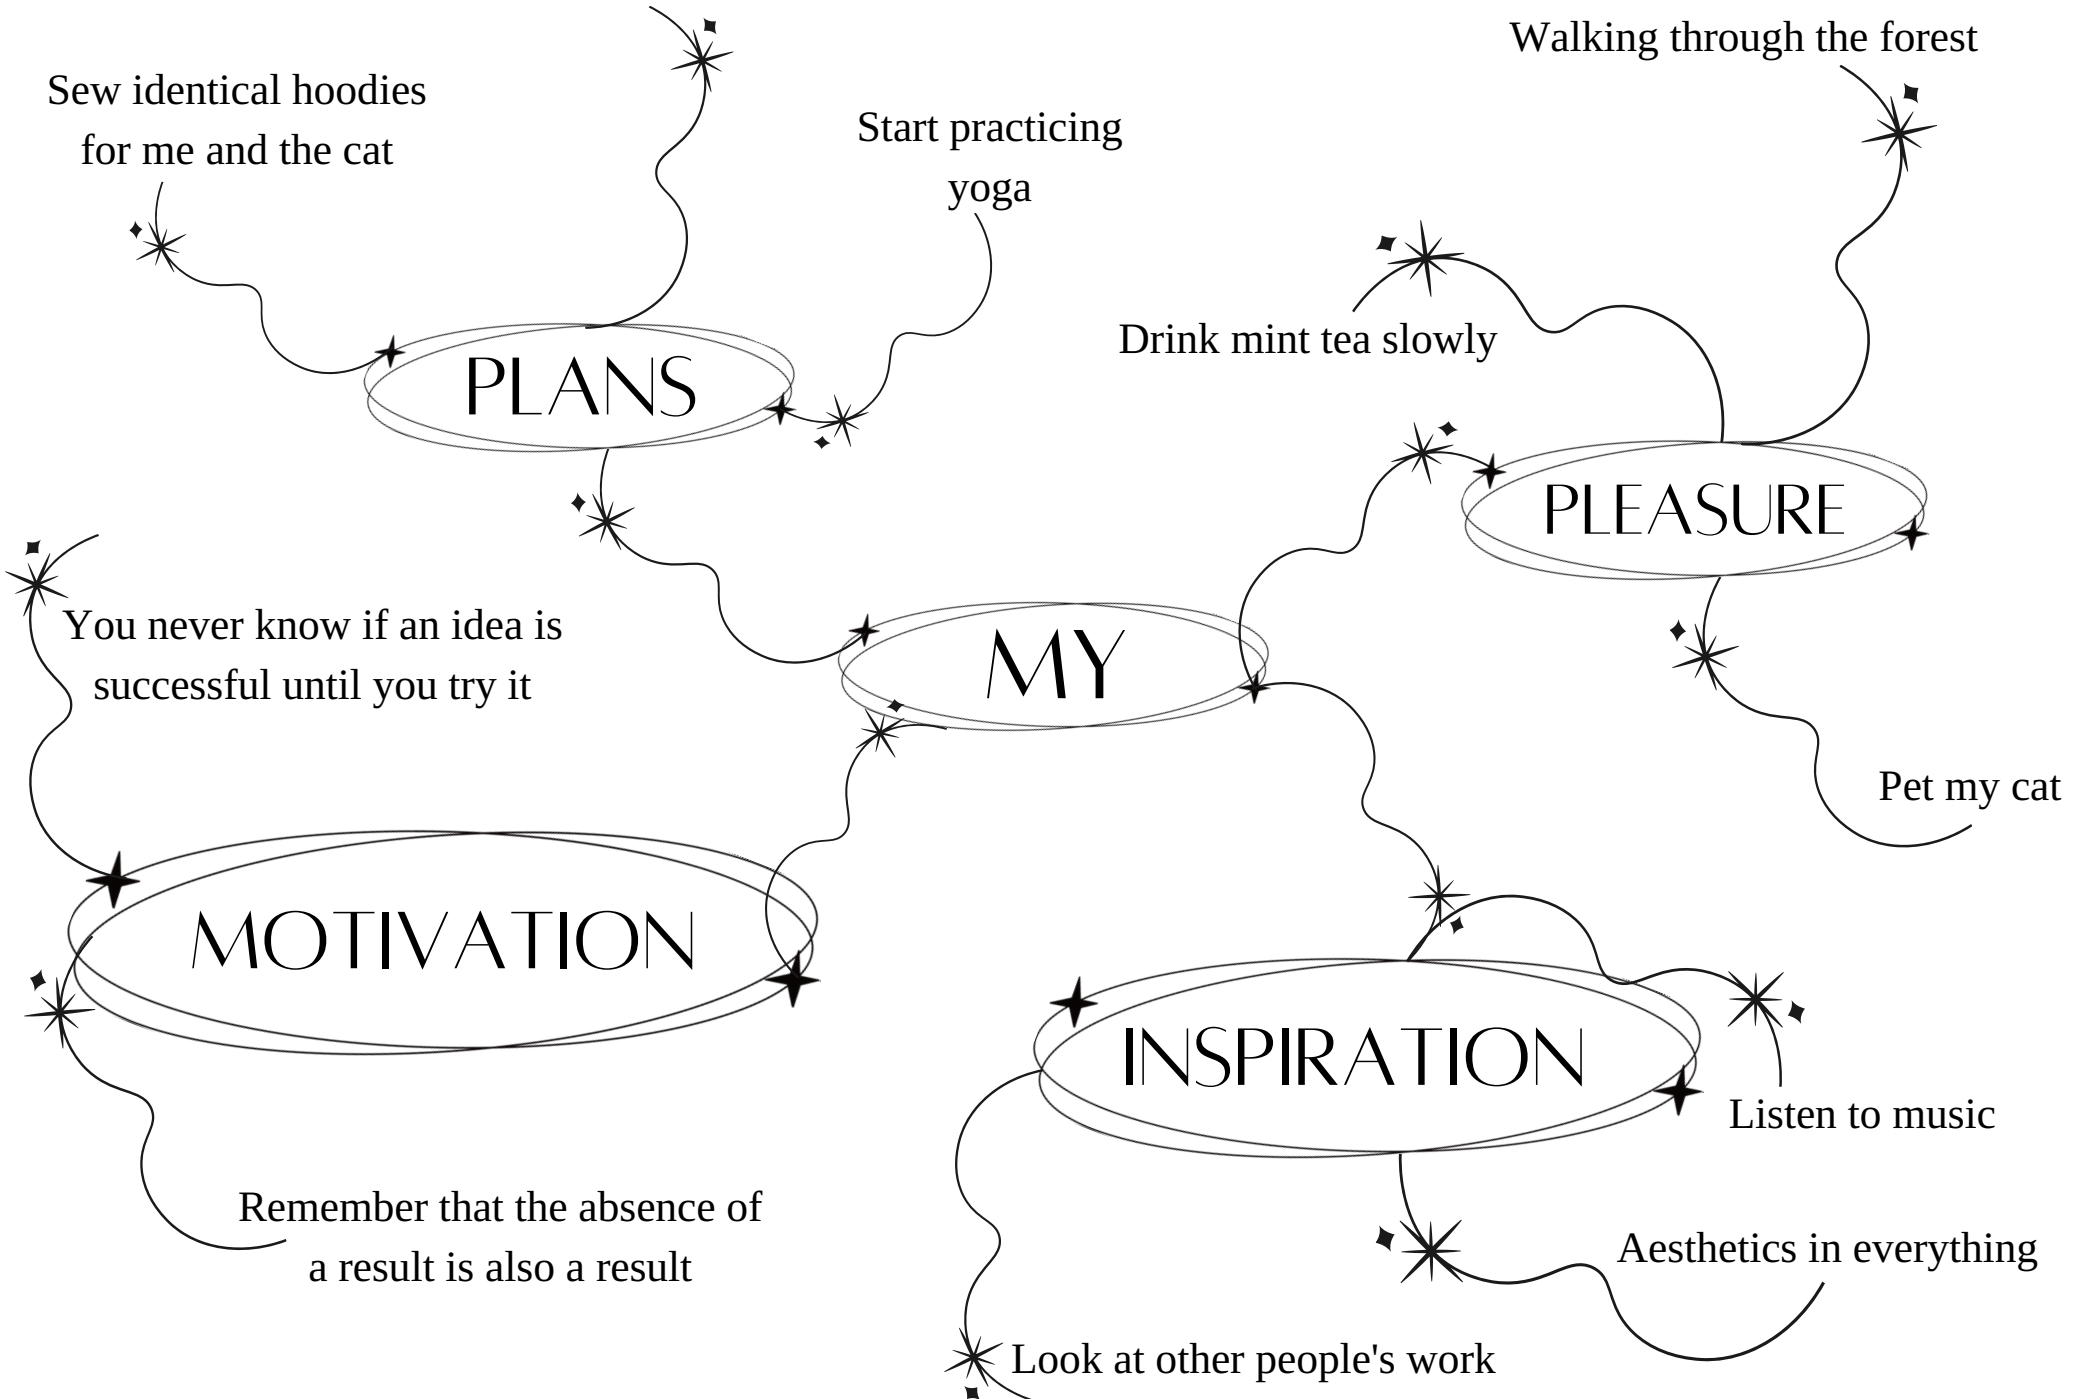 Walking through the forest
Sew identical hoodies
for me and the cat
Start practicing
yoga
Drink mint tea slowly
PLANS
PLEASURE
You never know if an idea is
successful until you try it
MY
Pet my cat
MOTIVATION
INSPIRATION
Listen to music
Remember that the absence of
a result is also a result
Aesthetics in everything
Look at other people's work